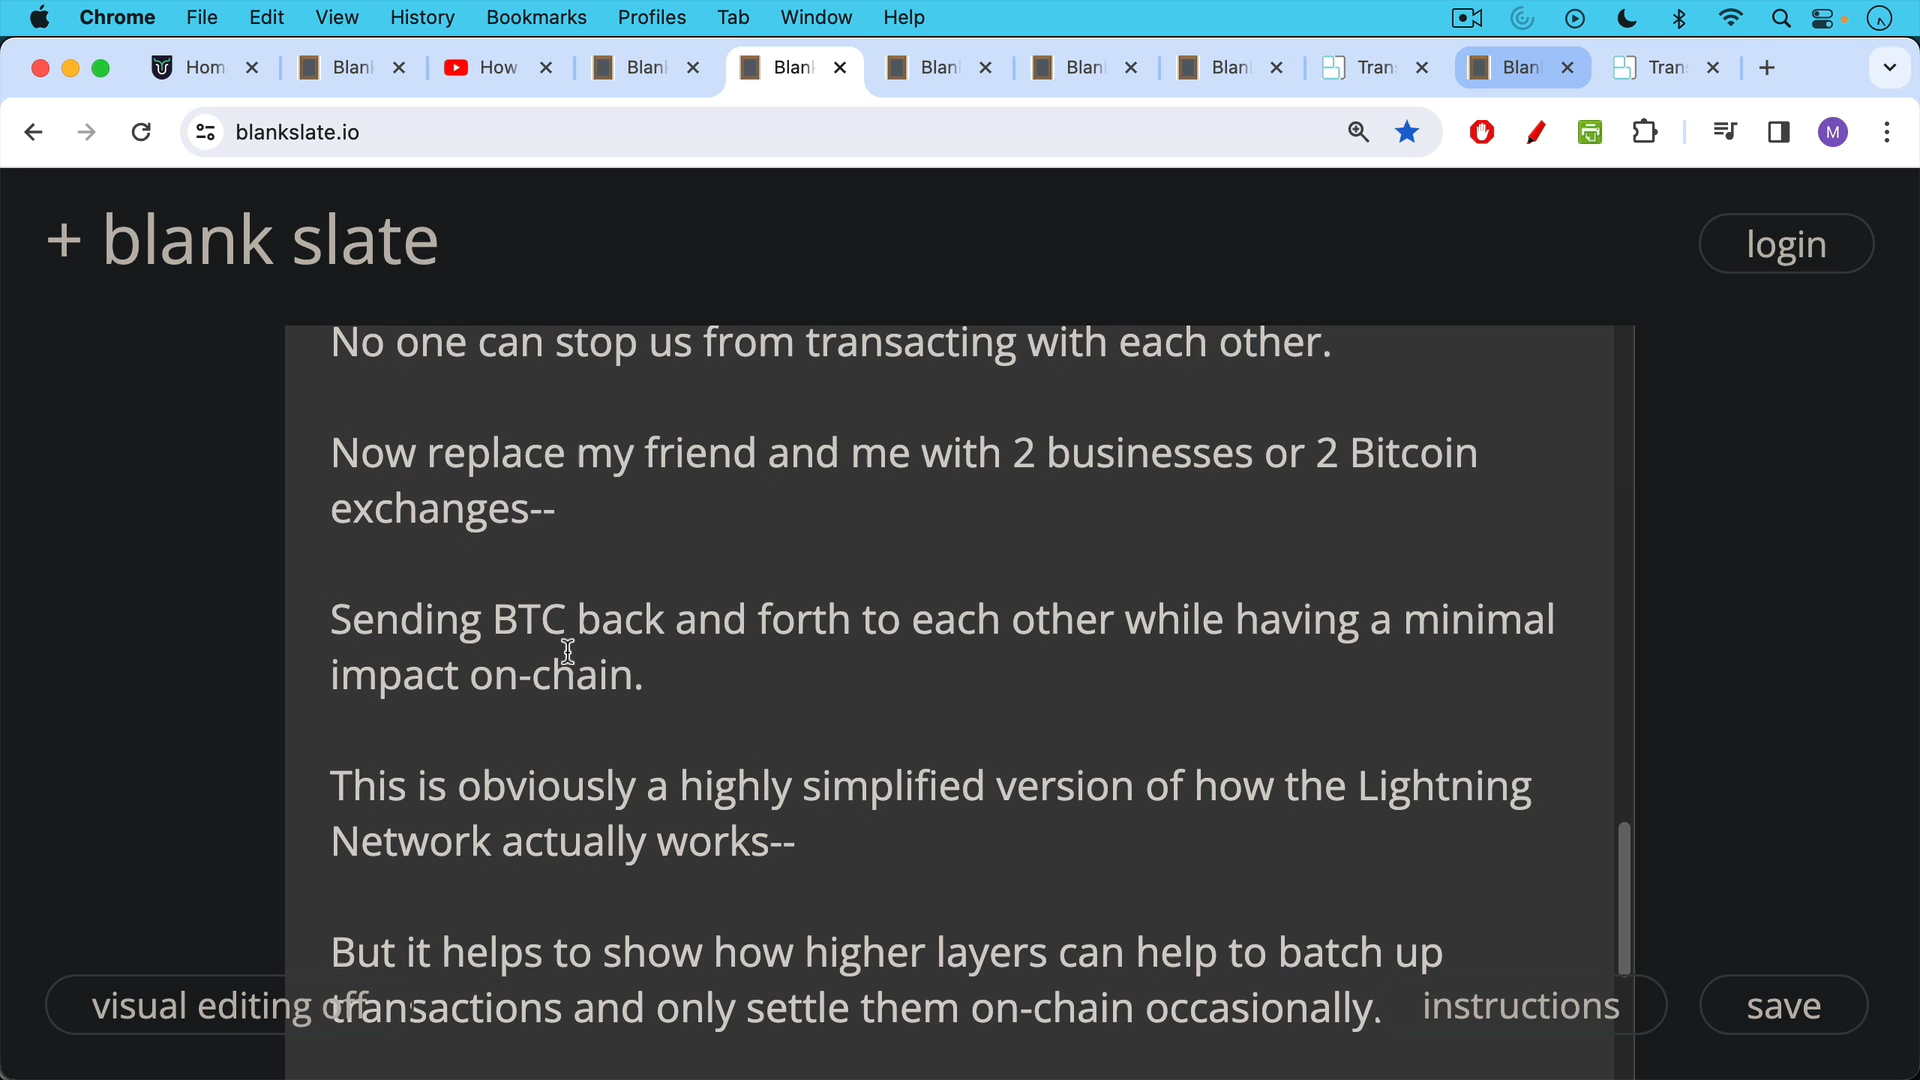 Chrome File Edit View History Bookmarks Profiles Tab Window Help
Hom Blan How Blan Blan Blan Blan Blan Tran Blan Tran
blankslate.io
M
+ blank slate
login
No one can stop us from transacting with each other.
Now replace my friend and me with 2 businesses or 2 Bitcoin
exchanges--
Sending BTC back and forth to each other while having a minimal
impact on-chain.
This is obviously a highly simplified version of how the Lightning
Network actually works--
But it helps to show how higher layers can help to batch up
transactions and only settle them on-chain occasionally.
visual editing off
instructions
save